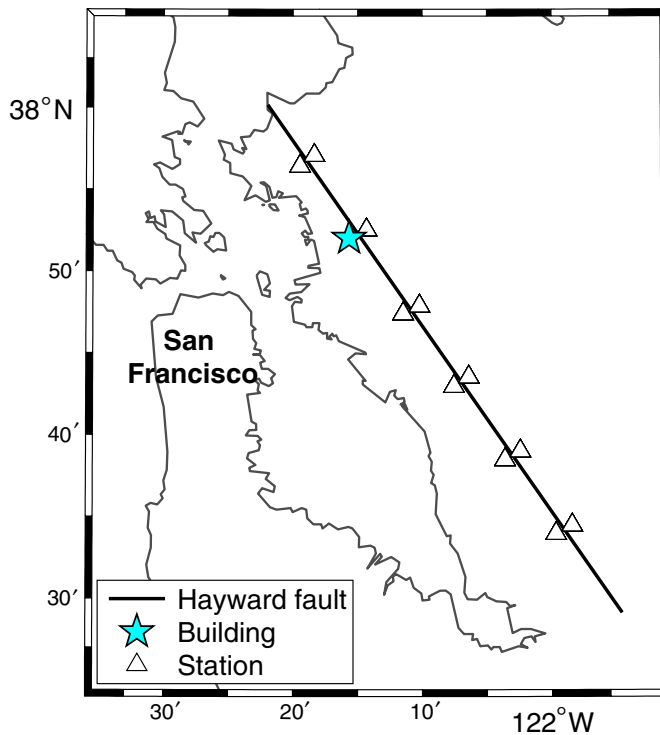 38°N
50′
San
Francisco
40′
30′
Hayward fault
Building
Station
30′
20′
10′
122°W